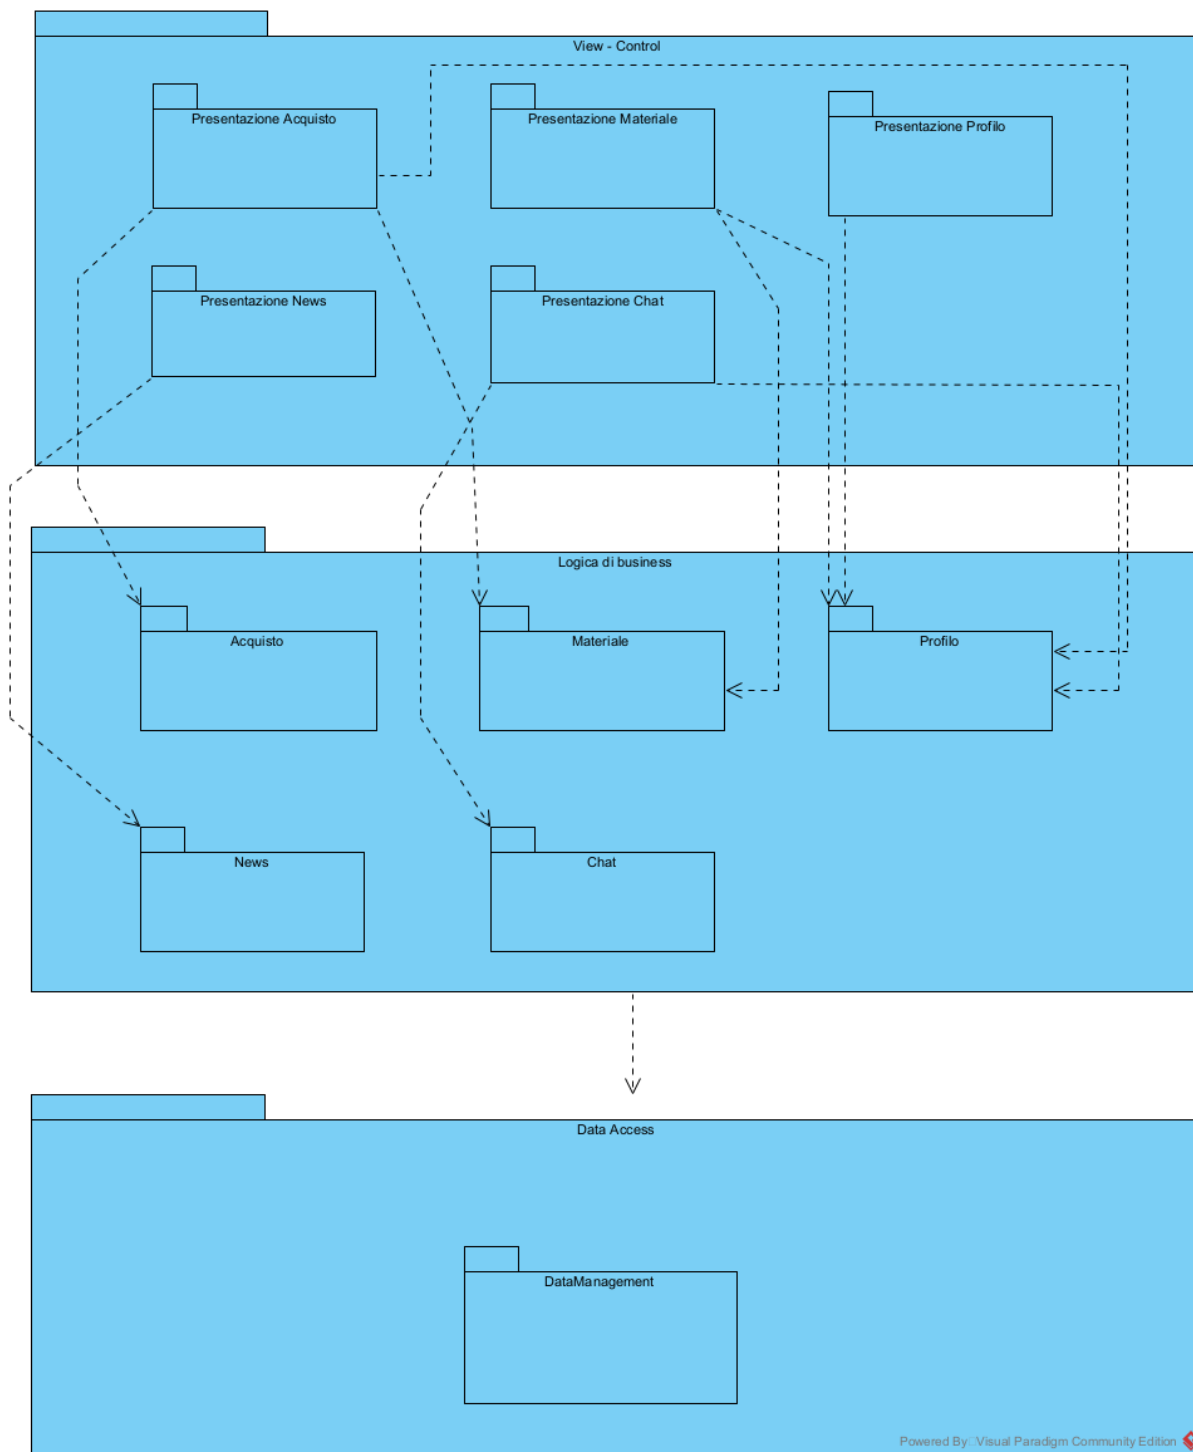 View - Control
Presentazione Acquisto
Presentazione Materiale
Presentazione Profilo
Presentazione News
Presentazione Chat
Logica di business
Acquisto
Materiale
Profilo
News
Chat
Data Access
DataManagement
Powered By Visual Paradigm Community Edition